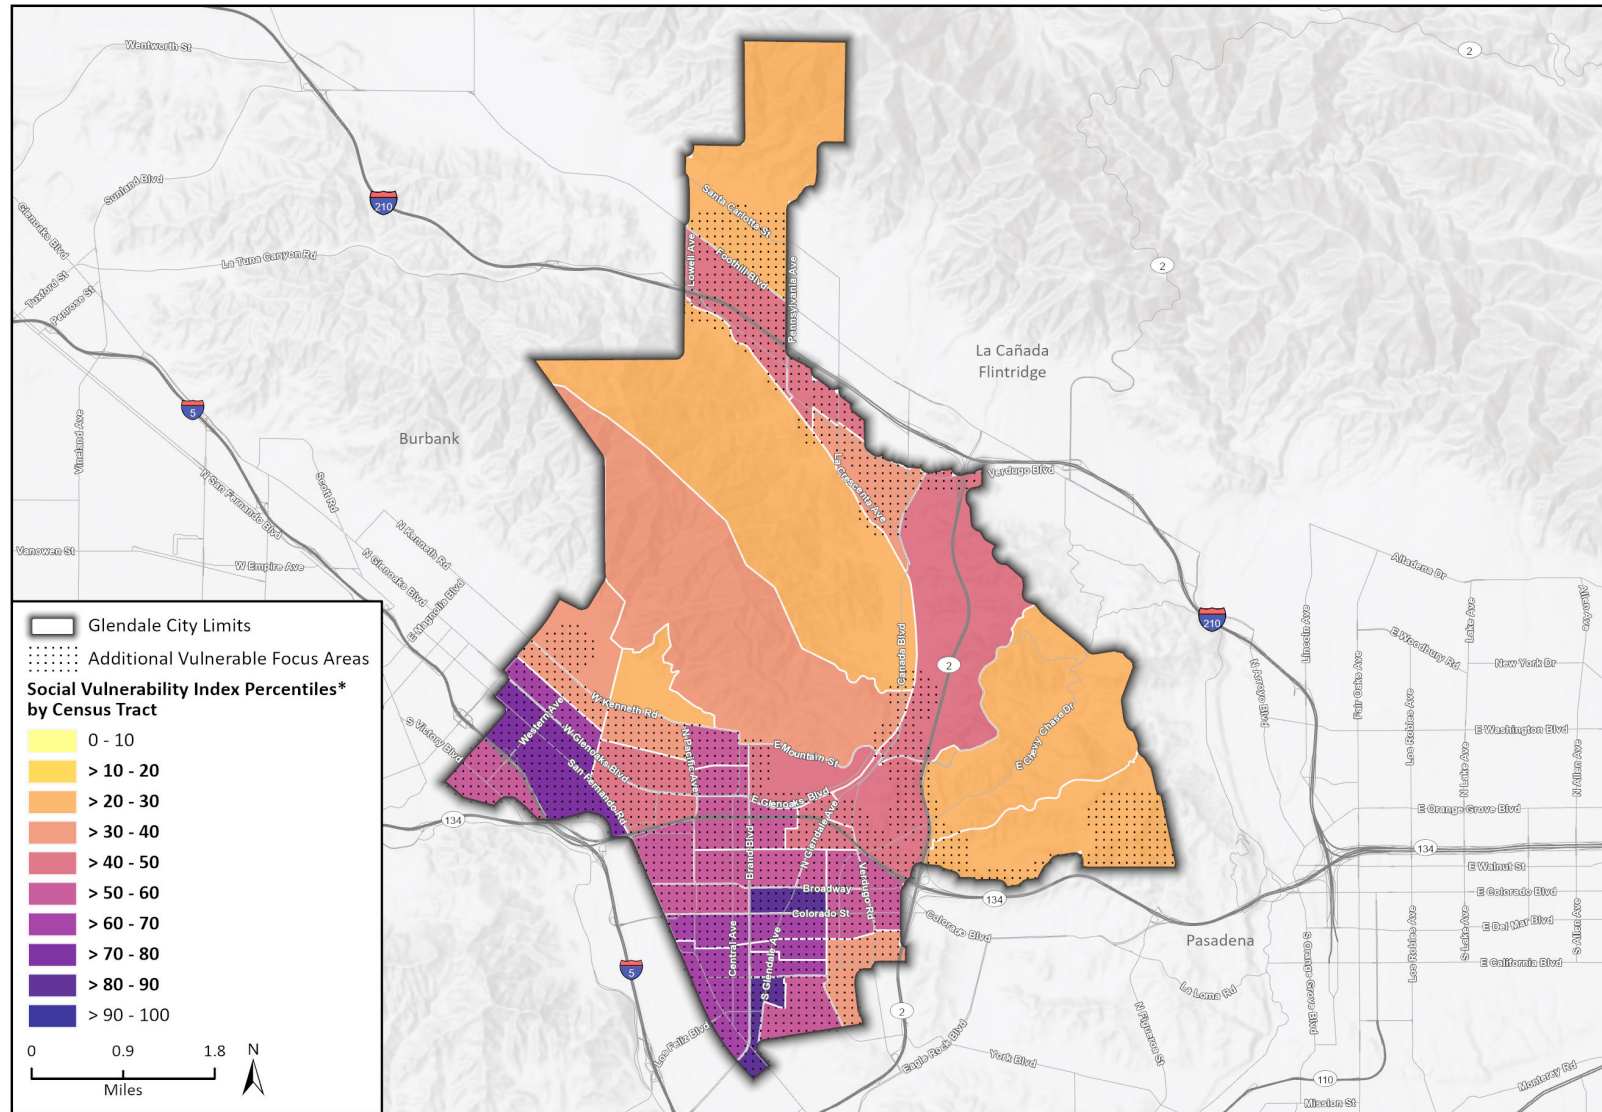 Wentworth St
2
210
Sunland Blvd
Glenoaks Blvd
La Tuna Canyon Rd
Tuxford St
Penrose St
Santa Carlotta St
Lowell Ave
Foothill Blvd
Pennsylvania Ave
2
La Cañada
Flintridge
5
Burbank
Vineland Ave
N San Fernando Blvd
Scott Rd
La Crescenta Ave
Verdugo Blvd
Vanowen St
W Empire Ave
N Kenneth Rd
N Glenoaks Blvd
E Magnolia Blvd
Altadena Dr
Allen Ave
Lincoln Ave
Lake Ave
210
E Woodbury Rd
New York Dr
Fair Oaks Ave
N Arroyo Blvd
Los Robles Ave
Canada Blvd
2
E Chevy Chase Dr
E Washington Blvd
N Lake Ave
N Allen Ave
S Victory Blvd
Western Ave
W Kenneth Rd
W Glenoaks Blvd
San Fernando Rd
N Pacific Ave
E Mountain St
E Glenoaks Blvd
N Glendale Ave
Brand Blvd
Verdugo Rd
Broadway
Colorado St
Central Ave
S Glendale Ave
134
134
134
Colorado Blvd
E Orange Grove Blvd
E Walnut St
E Colorado Blvd
E Del Mar Blvd
E California Blvd
Pasadena
Los Robles Ave
S Lake Ave
S Allen Ave
S Orange Grove Blvd
La Loma Rd
N Figueroa St
5
2
Los Feliz Blvd
Eagle Rock Blvd
York Blvd
110
Monterey Rd
Mission St
Glendale City Limits
Additional Vulnerable Focus Areas
Social Vulnerability Index Percentiles*
by Census Tract
0 - 10
> 10 - 20
> 20 - 30
> 30 - 40
> 40 - 50
> 50 - 60
> 60 - 70
> 70 - 80
> 80 - 90
> 90 - 100
0 0.9 1.8
Miles
N